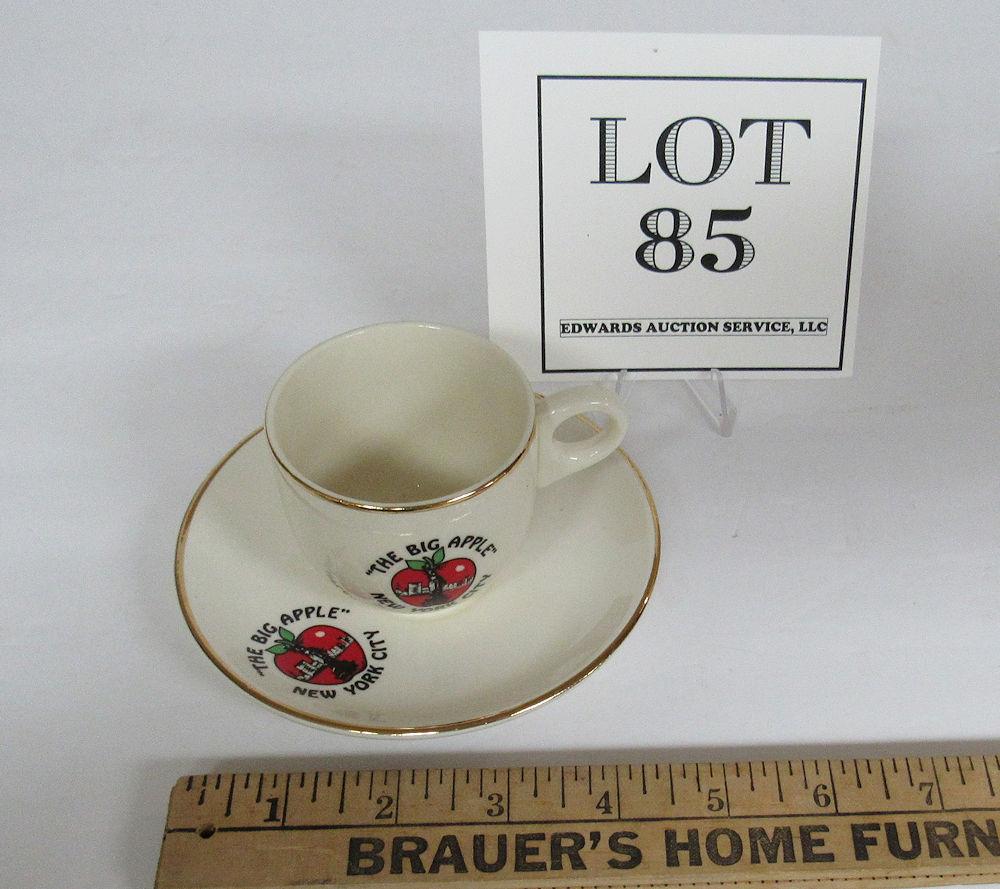 LOT
85
EDWARDS AUCTION SERVICE, LLC
"THE BIG APPLE"
NEW YORK CITY
"THE BIG APPLE"
NEW YORK CITY
1 2 3 4 5 6 7
BRAUER'S HOME FURN